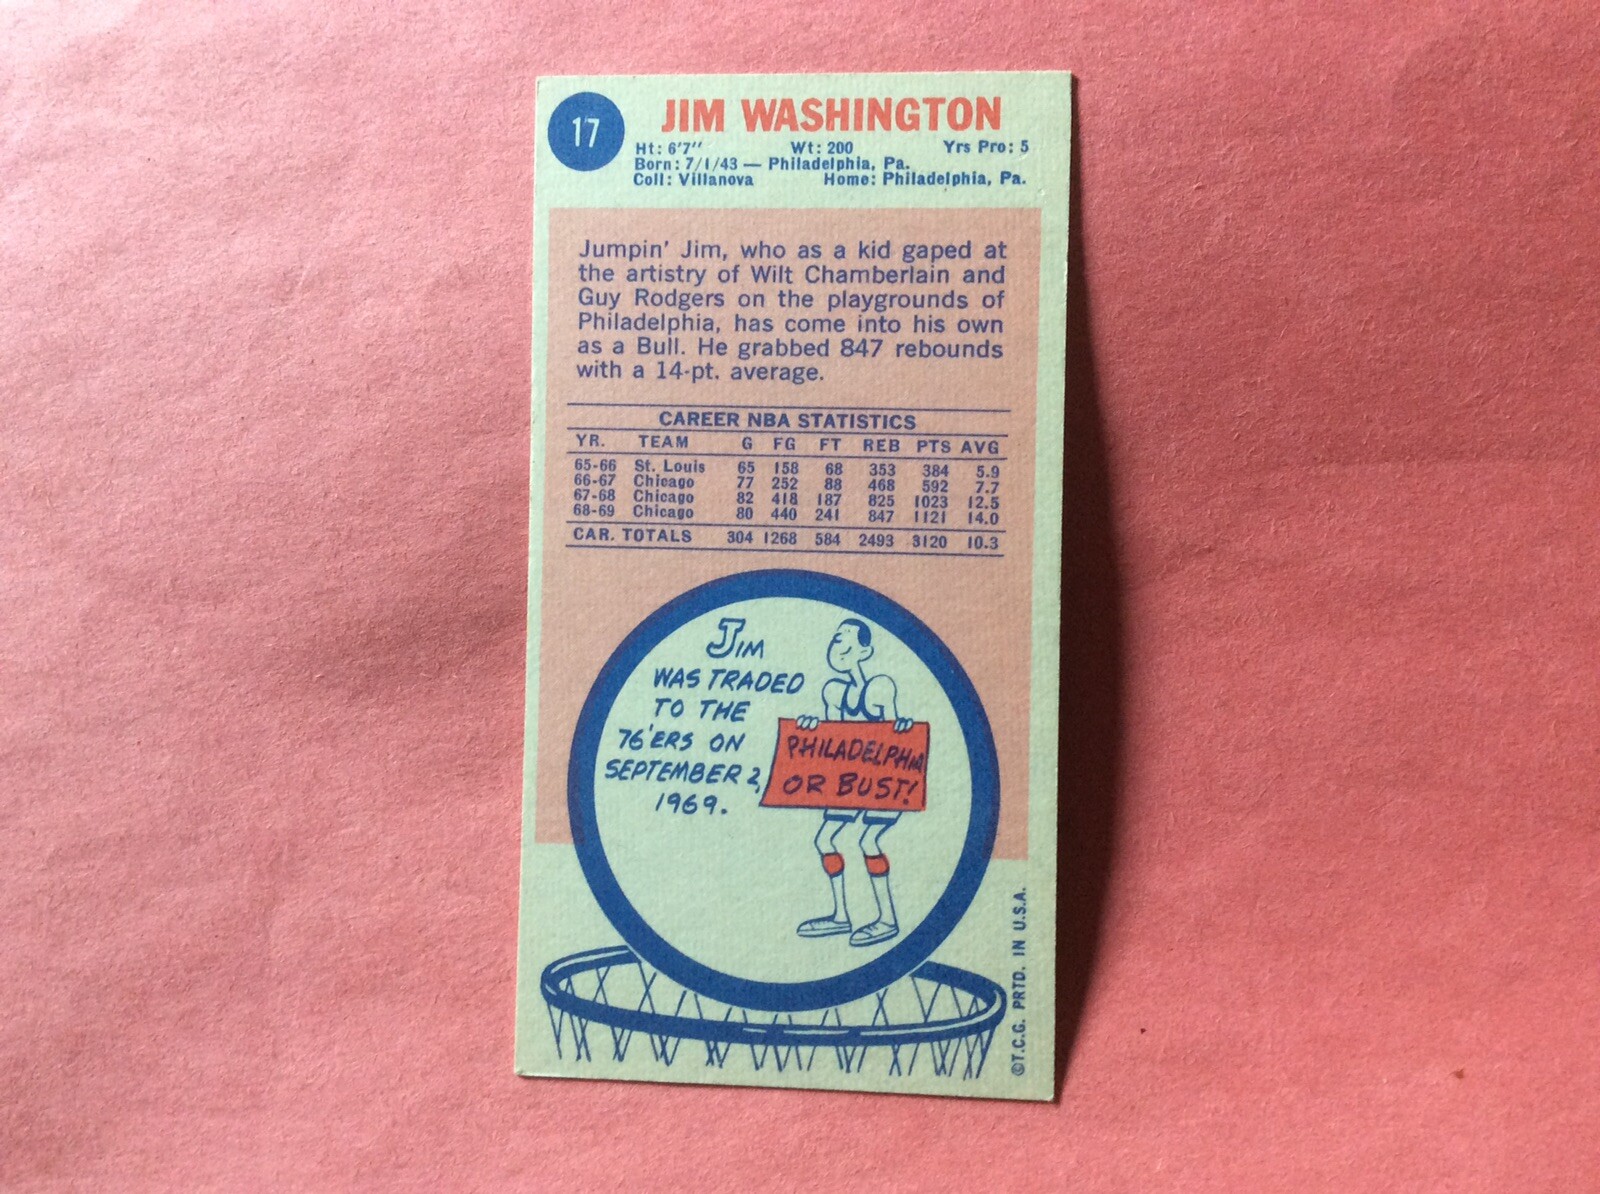 17
JIM WASHINGTON
Ht: 6'7" Wt: 200 Yrs Pro: 5
Born: 7/1/43 — Philadelphia, Pa.
Coll: Villanova Home: Philadelphia, Pa.
Jumpin' Jim, who as a kid gaped at
the artistry of Wilt Chamberlain and
Guy Rodgers on the playgrounds of
Philadelphia, has come into his own
as a Bull. He grabbed 847 rebounds
with a 14-pt. average.
CAREER NBA STATISTICS
YR. TEAM G FG FT REB PTS AVG
65-66 St. Louis 65 158 68 353 384 5.9
66-67 Chicago 77 252 88 468 592 7.7
67-68 Chicago 82 418 187 825 1023 12.5
68-69 Chicago 80 440 241 847 1121 14.0
CAR. TOTALS 304 1268 584 2493 3120 10.3
JIM
WAS TRADED
TO THE
76'ERS ON
SEPTEMBER 2,
1969.
PHILADELPHIA
OR BUST!
©T.C.G. PRTD. IN U.S.A.